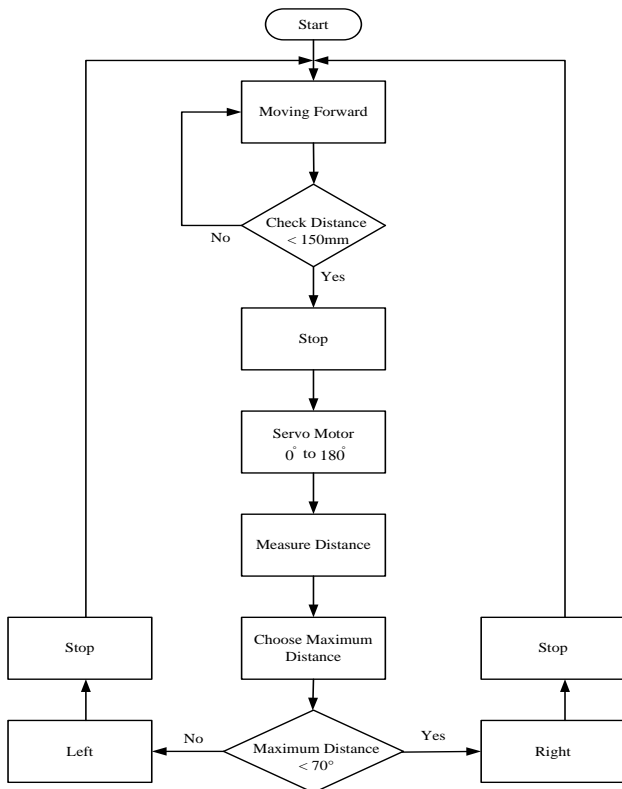 Start
Moving Forward
Check Distance
< 150mm
No
Yes
Stop
Servo Motor
0° to 180°
Measure Distance
Choose Maximum
Distance
Stop
Stop
Maximum Distance
< 70°
No
Yes
Left
Right